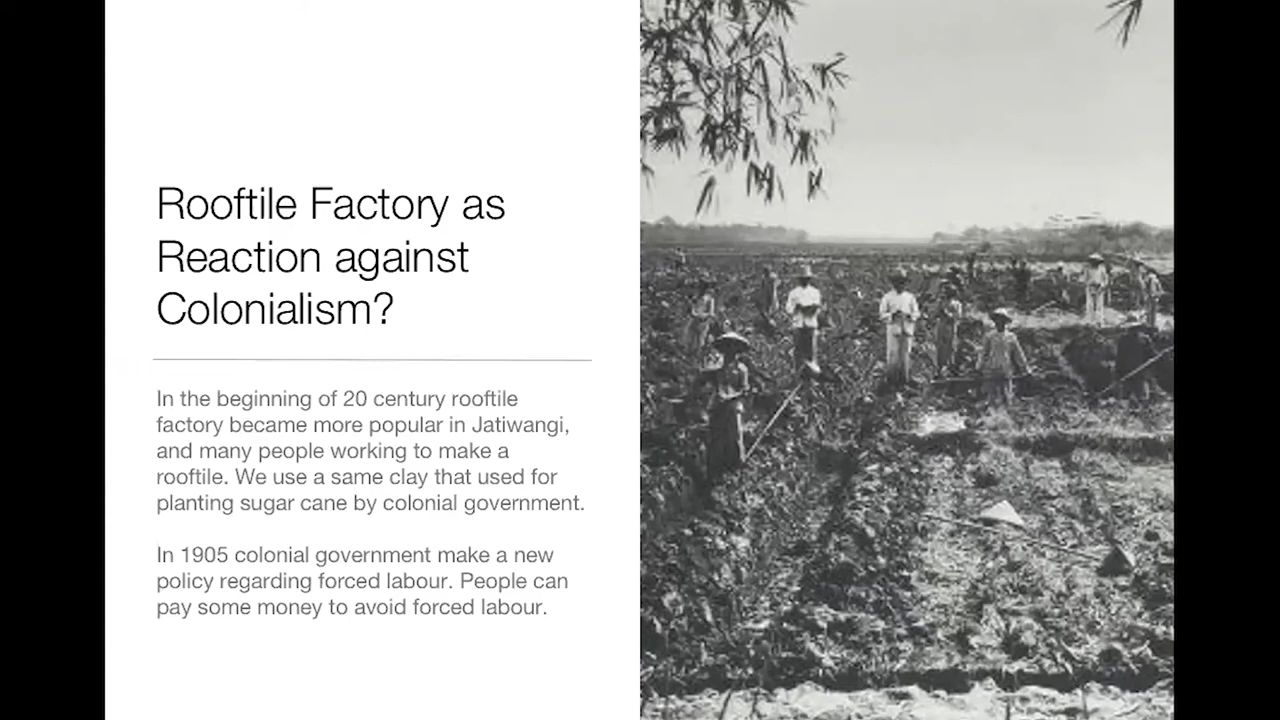 Rooftile Factory as
Reaction against
Colonialism?
In the beginning of 20 century rooftile
factory became more popular in Jatiwangi,
and many people working to make a
rooftile. We use a same clay that used for
planting sugar cane by colonial government.
In 1905 colonial government make a new
policy regarding forced labour. People can
pay some money to avoid forced labour.